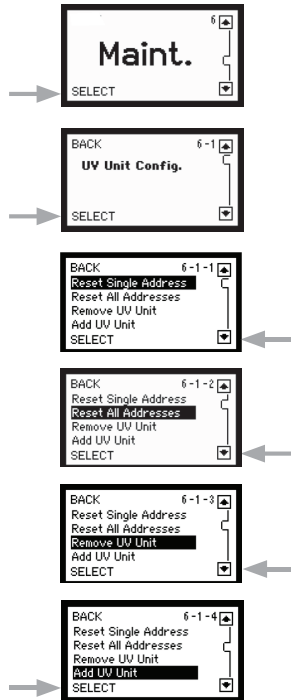 6
Maint.
SELECT
BACK 6-1
UV Unit Config.
SELECT
BACK 6-1-1
Reset Single Address
Reset All Addresses
Remove UV Unit
Add UV Unit
SELECT
BACK 6-1-2
Reset Single Address
Reset All Addresses
Remove UV Unit
Add UV Unit
SELECT
BACK 6-1-3
Reset Single Address
Reset All Addresses
Remove UV Unit
Add UV Unit
SELECT
BACK 6-1-4
Reset Single Address
Reset All Addresses
Remove UV Unit
Add UV Unit
SELECT